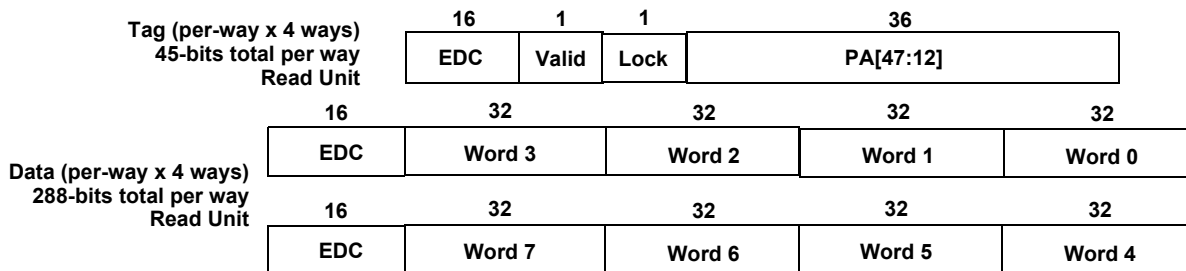 16 1 1 36
Tag (per-way x 4 ways)
45-bits total per way
Read Unit
EDC Valid Lock PA[47:12]
16 32 32 32 32
EDC Word 3 Word 2 Word 1 Word 0
Data (per-way x 4 ways)
288-bits total per way
Read Unit
16 32 32 32 32
EDC Word 7 Word 6 Word 5 Word 4